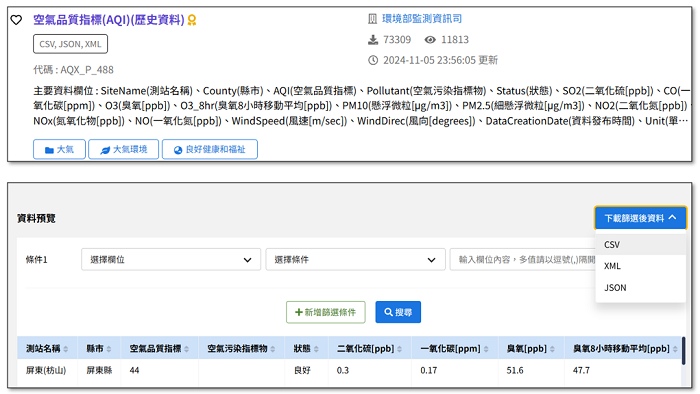 空氣品質指標(AQI)(歷史資料)
CSV, JSON, XML
代碼 : AQX_P_488
環境部監測資訊司
73309 11813
2024-11-05 23:56:05 更新
主要資料欄位 : SiteName(測站名稱)、County(縣市)、AQI(空氣品質指標)、Pollutant(空氣污染指標物)、Status(狀態)、SO2(二氧化硫[ppb])、CO(一
氧化碳[ppm])、O3(臭氧[ppb])、O3_8hr(臭氧8小時移動平均[ppb])、PM10(懸浮微粒[μg/m3])、PM2.5(細懸浮微粒[μg/m3])、NO2(二氧化氮[ppb])、
NOx(氮氧化物[ppb])、NO(一氧化氮[ppb])、WindSpeed(風速[m/sec])、WindDirec(風向[degrees])、DataCreationDate(資料發布時間)、Unit(單…
大氣 大氣環境 良好健康和福祉
資料預覽
下載篩選後資料
CSV
XML
JSON
條件1 選擇欄位 選擇條件 輸入欄位內容，多值請以逗號(,)隔開
+新增篩選條件 搜尋
測站名稱 縣市 空氣品質指標 空氣污染指標物 狀態 二氧化硫[ppb] 一氧化碳[ppm] 臭氧[ppb] 臭氧8小時移動平均[ppb]
屏東(枋山) 屏東縣 44 良好 0.3 0.17 51.6 47.7